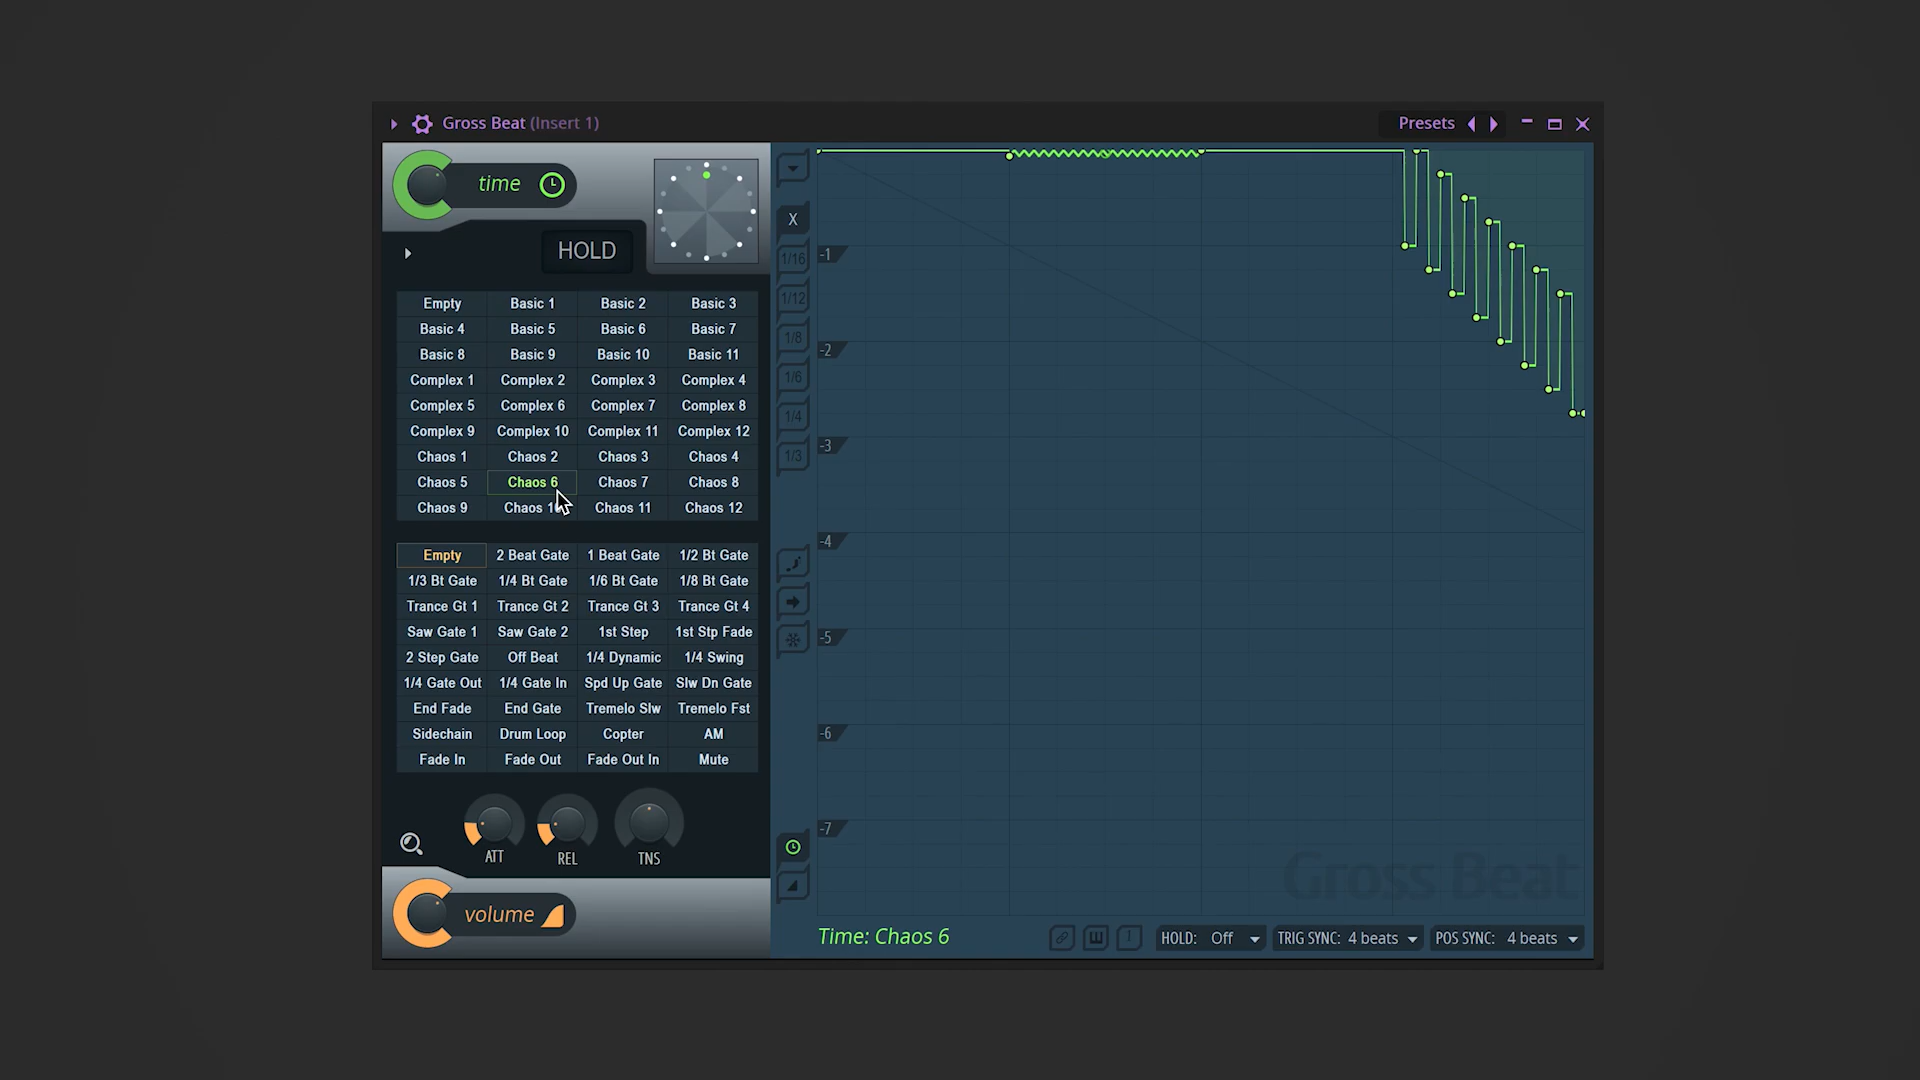 Gross Beat (Insert 1)
Presets
time
HOLD
Empty Basic 1 Basic 2 Basic 3
Basic 4 Basic 5 Basic 6 Basic 7
Basic 8 Basic 9 Basic 10 Basic 11
Complex 1 Complex 2 Complex 3 Complex 4
Complex 5 Complex 6 Complex 7 Complex 8
Complex 9 Complex 10 Complex 11 Complex 12
Chaos 1 Chaos 2 Chaos 3 Chaos 4
Chaos 5 Chaos 6 Chaos 7 Chaos 8
Chaos 9 Chaos 10 Chaos 11 Chaos 12
Empty 2 Beat Gate 1 Beat Gate 1/2 Bt Gate
1/3 Bt Gate 1/4 Bt Gate 1/6 Bt Gate 1/8 Bt Gate
Trance Gt 1 Trance Gt 2 Trance Gt 3 Trance Gt 4
Saw Gate 1 Saw Gate 2 1st Step 1st Stp Fade
2 Step Gate Off Beat 1/4 Dynamic 1/4 Swing
1/4 Gate Out 1/4 Gate In Spd Up Gate Slw Dn Gate
End Fade End Gate Tremelo Slw Tremelo Fst
Sidechain Drum Loop Copter AM
Fade In Fade Out Fade Out In Mute
ATT REL TNS
volume
X
1/16
1/12
1/8
1/6
1/4
1/3
-1
-2
-3
-4
-5
-6
-7
Gross Beat
Time: Chaos 6
HOLD: Off
TRIG SYNC: 4 beats
POS SYNC: 4 beats